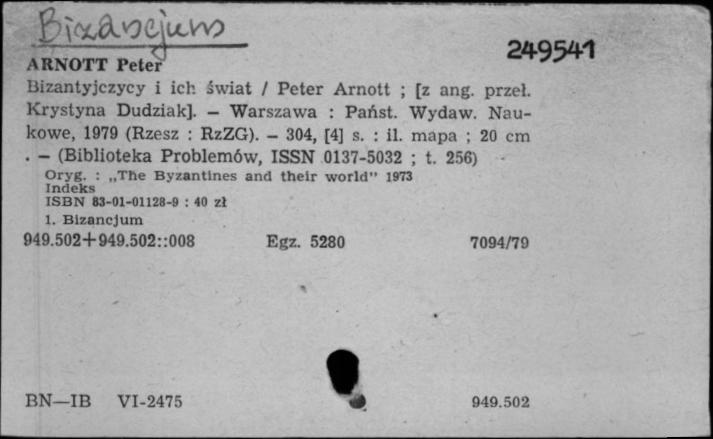 Bizancjum
249541
ARNOTT Peter
Bizantyjczycy i ich świat / Peter Arnott ; [z ang. przeł.
Krystyna Dudziak]. — Warszawa : Państ. Wydaw. Nau-
kowe, 1979 (Rzesz : RzZG). — 304, [4] s. : il. mapa ; 20 cm
. — (Biblioteka Problemów, ISSN 0137-5032 ; t. 256)
Oryg. : „The Byzantines and their world” 1973
Indeks
ISBN 83-01-01128-9 : 40 zł
1. Bizancjum
949.502+949.502::008 Egz. 5280 7094/79
BN—IB VI-2475 949.502